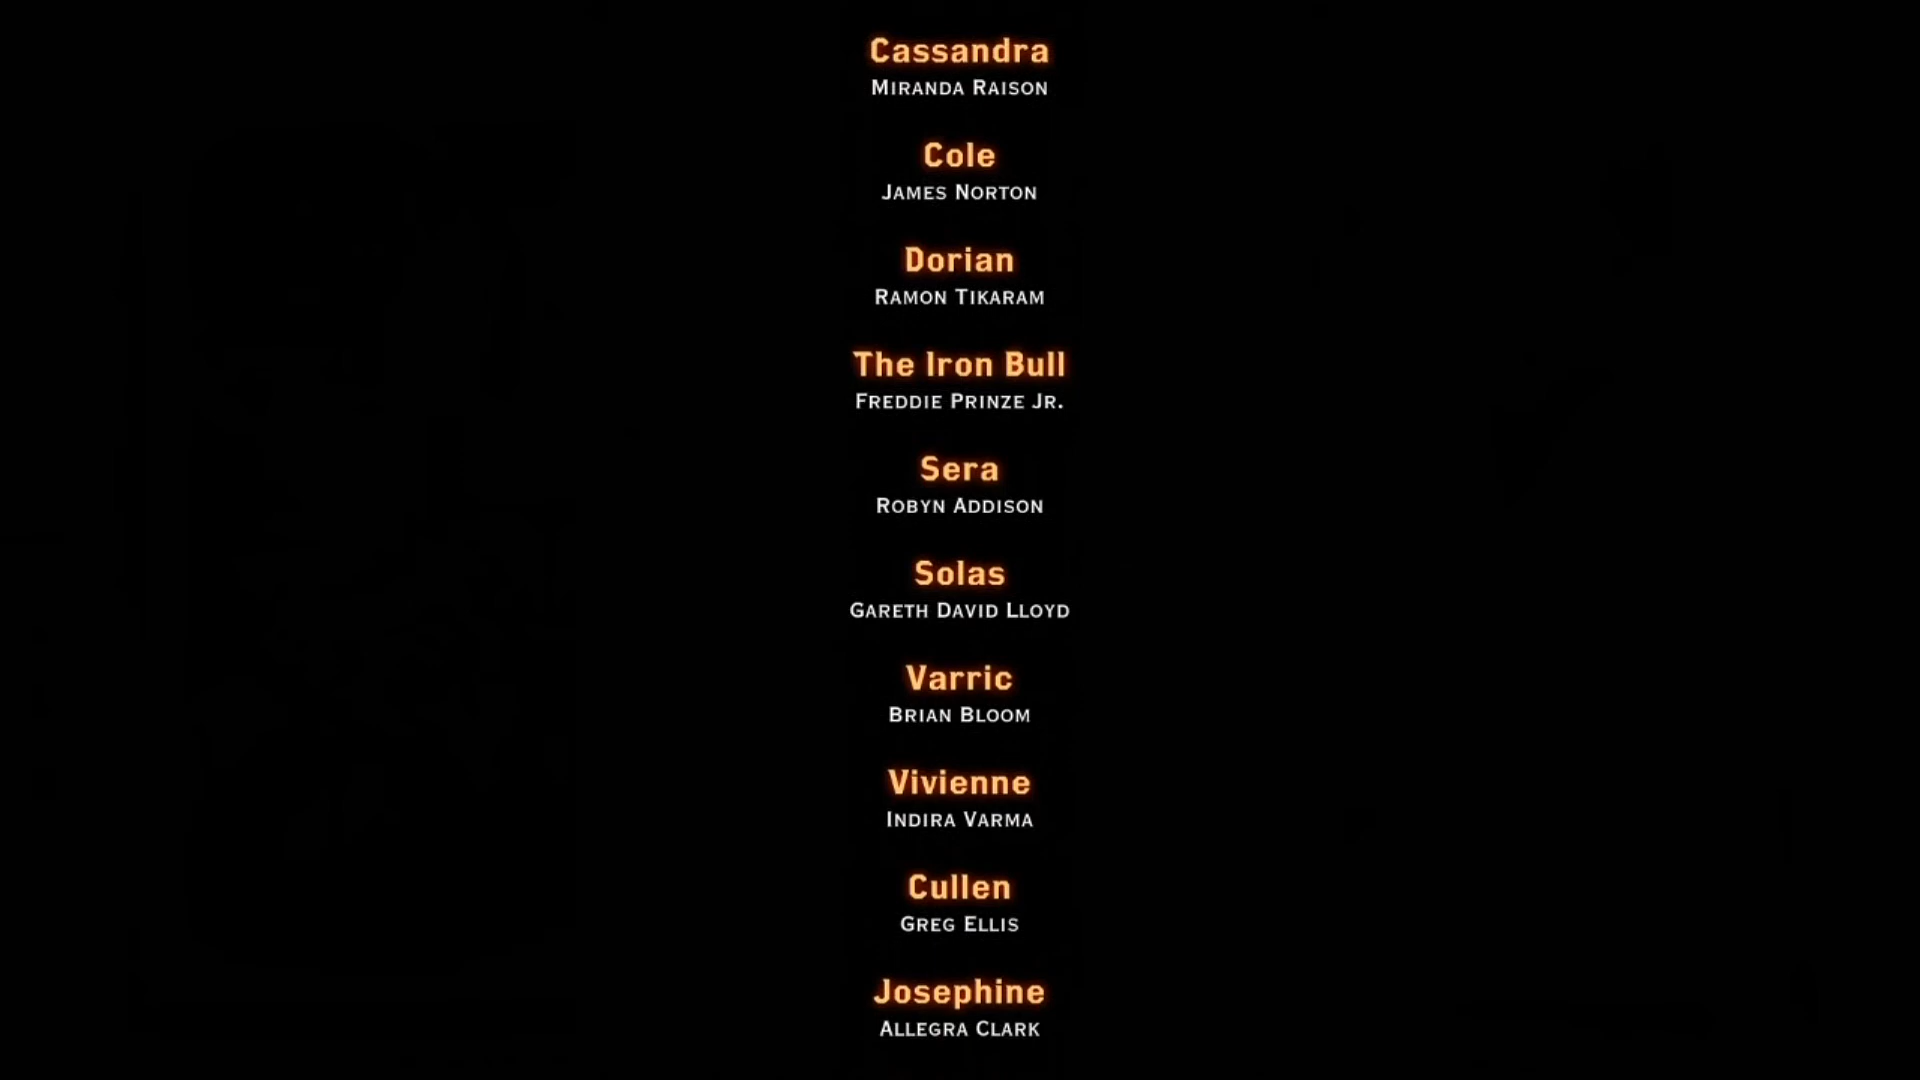 Cassandra
Miranda Raison
Cole
James Norton
Dorian
Ramon Tikaram
The Iron Bull
Freddie Prinze Jr.
Sera
Robyn Addison
Solas
Gareth David Lloyd
Varric
Brian Bloom
Vivienne
Indira Varma
Cullen
Greg Ellis
Josephine
Allegra Clark